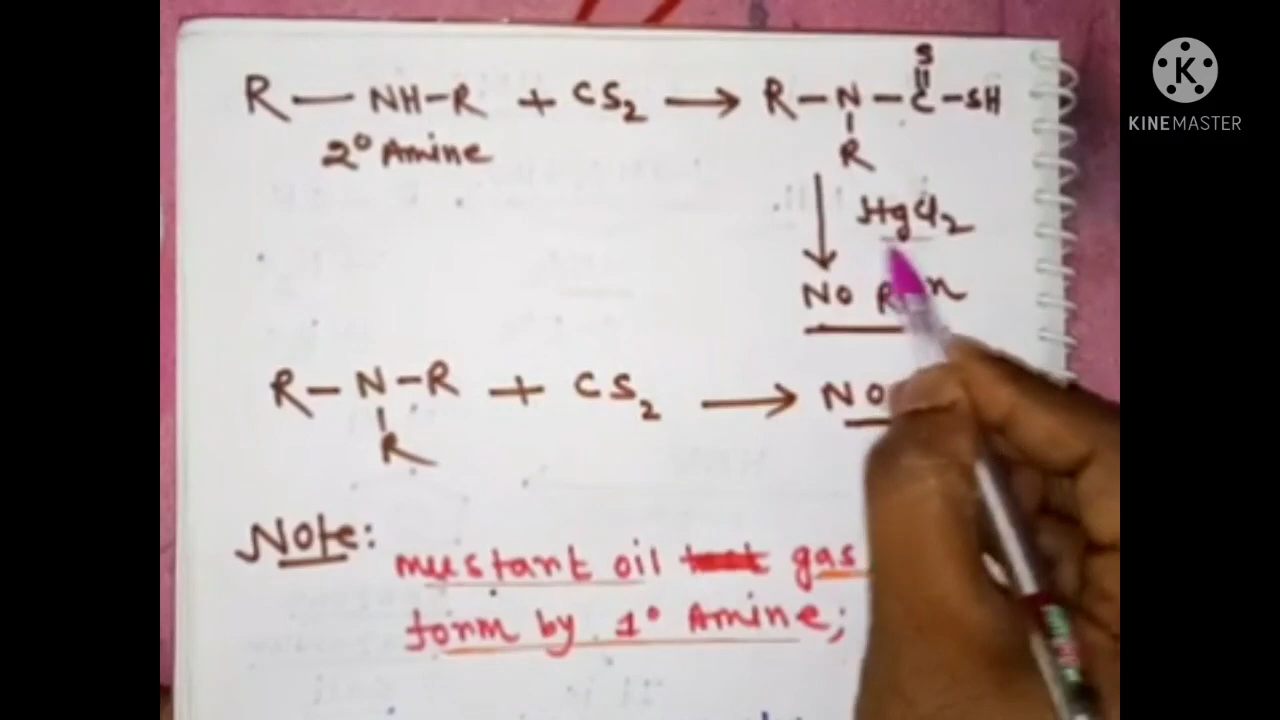 R — NH-R + CS₂ → R-N-C-SH
S
||
|
R
2° Amine
HgCl₂
↓
NO
R-N-R + CS₂ → NO
|
R
Note:
mustant oil gas
form by 1° Amine;
K
KINEMASTER